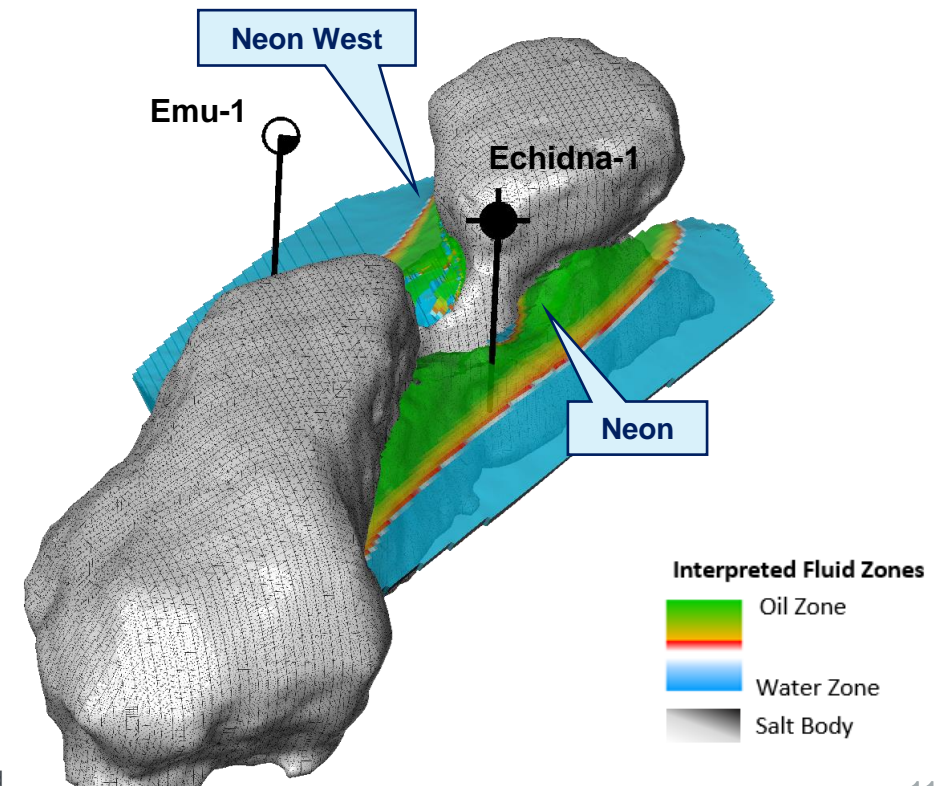 Neon West
Emu-1
Echidna-1
Neon
Interpreted Fluid Zones
Oil Zone
Water Zone
Salt Body